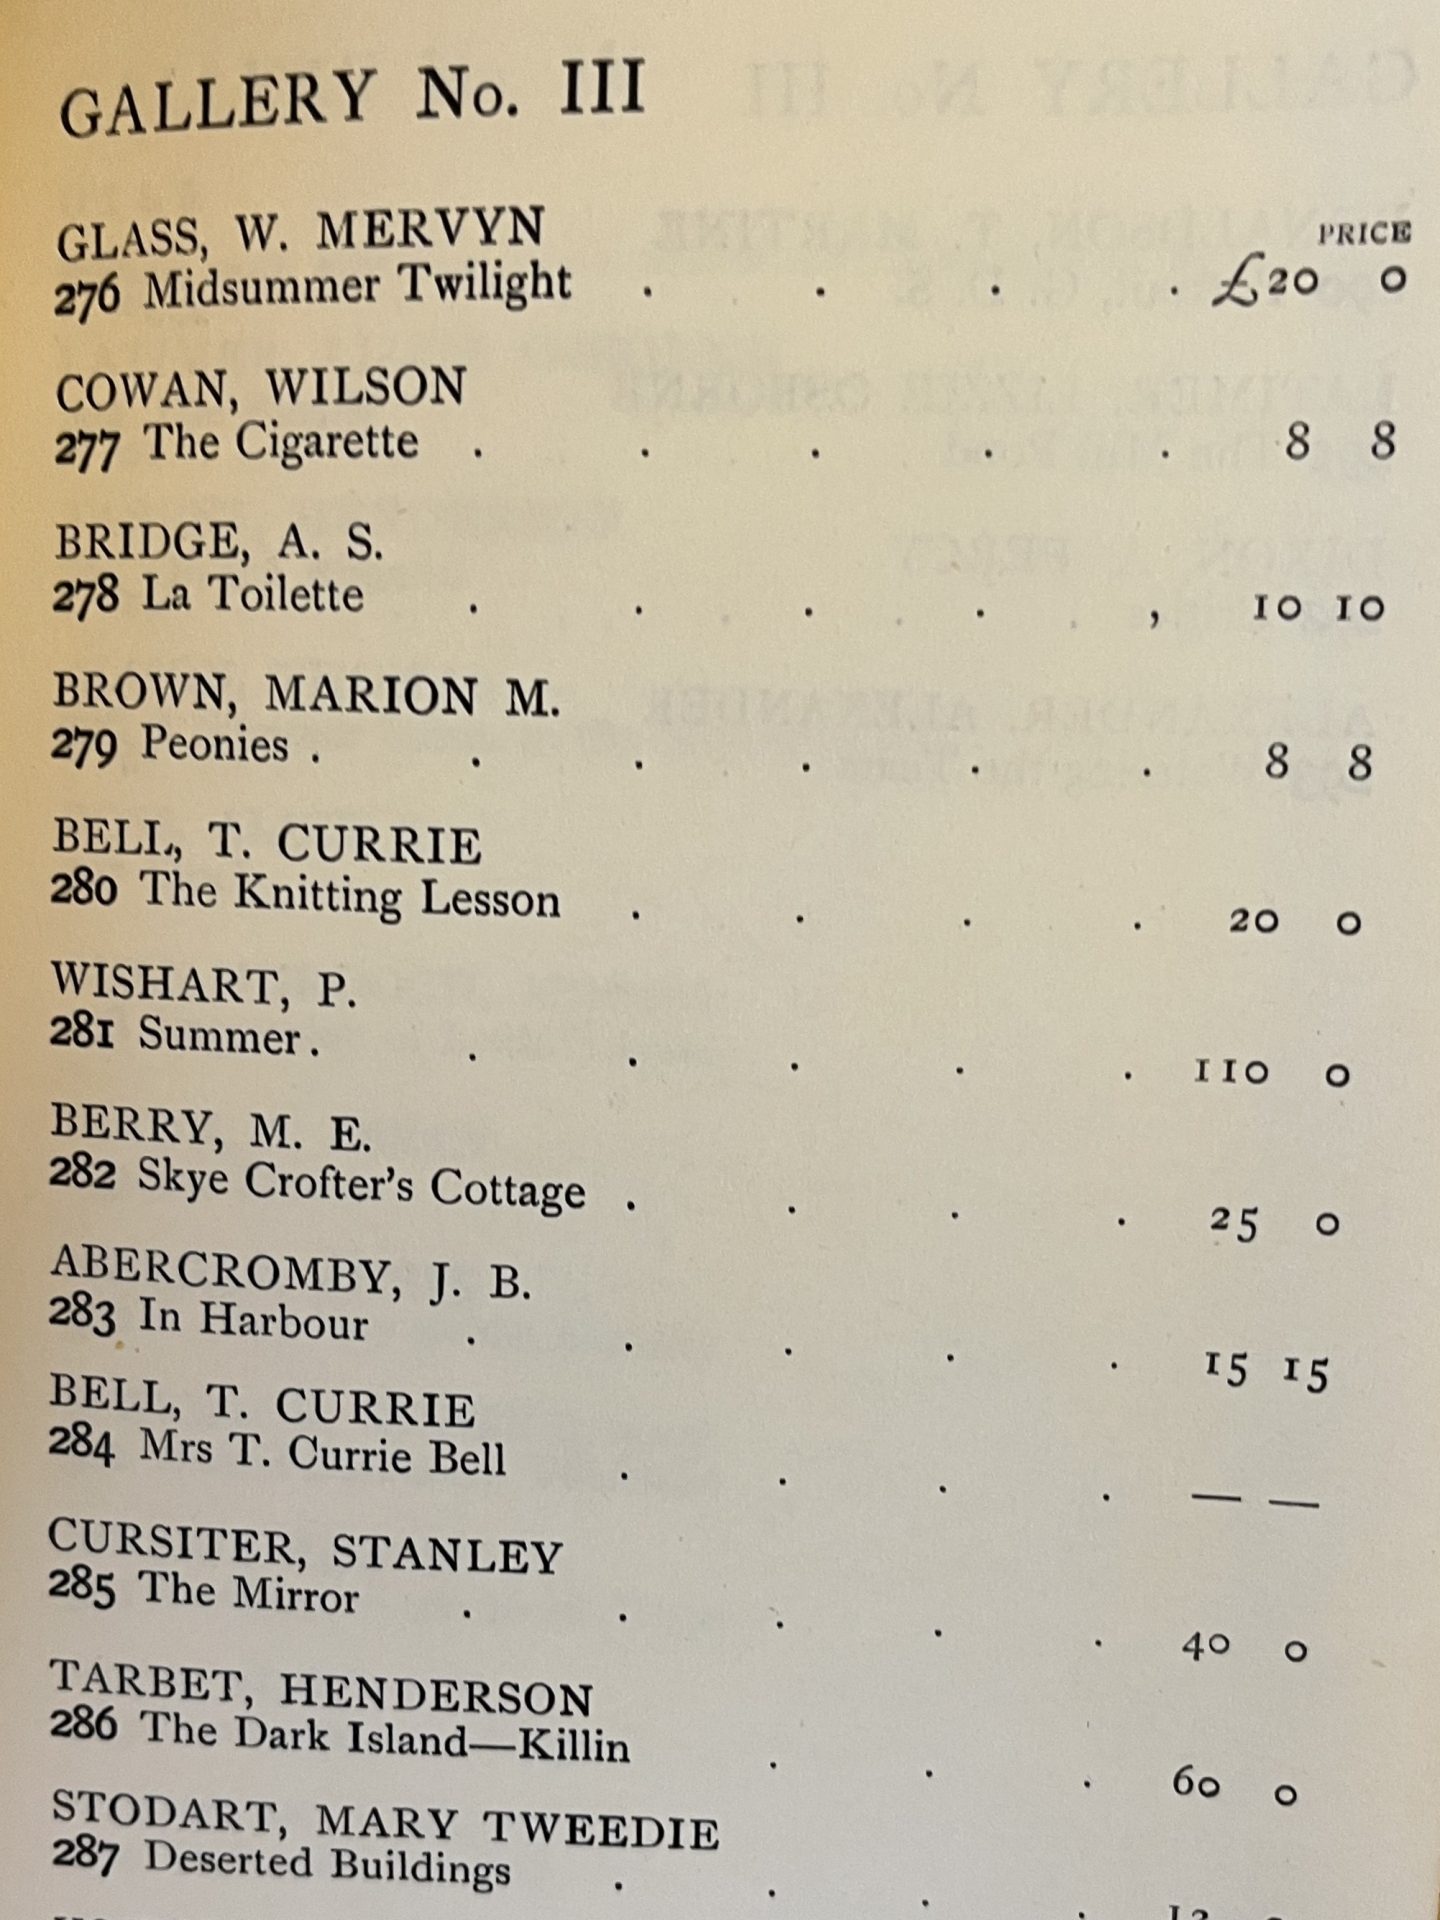 GALLERY No. III
PRICE
GLASS, W. MERVYN
276 Midsummer Twilight . . . . £20 0
COWAN, WILSON
277 The Cigarette . . . . . 8 8
BRIDGE, A. S.
278 La Toilette . . . . , 10 10
BROWN, MARION M.
279 Peonies . . . . . . 8 8
BELL, T. CURRIE
280 The Knitting Lesson . . . . 20 0
WISHART, P.
281 Summer . . . . . . 110 0
BERRY, M. E.
282 Skye Crofter's Cottage . . . . 25 0
ABERCROMBY, J. B.
283 In Harbour . . . . . 15 15
BELL, T. CURRIE
284 Mrs T. Currie Bell . . . . — —
CURSITER, STANLEY
285 The Mirror . . . . . 40 0
TARBET, HENDERSON
286 The Dark Island—Killin . . . 60 0
STODART, MARY TWEEDIE
287 Deserted Buildings . . . .